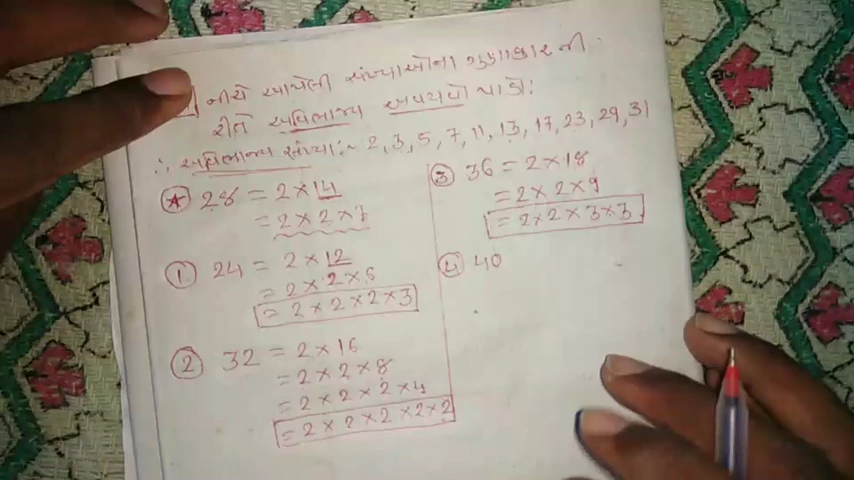 નીચે આપેલી સંખ્યાઓના ગુણાકારની
રીતે અવિભાજ્ય અવયવો પાડો:
∴ અવિભાજ્ય સંખ્યા:- 2, 3, 5, 7, 11, 13, 17, 23, 29, 31
★ 28 = 2 × 14
= 2 × 2 × 7
① 24 = 2 × 12
= 2 × 2 × 6
= 2 × 2 × 2 × 3
② 32 = 2 × 16
= 2 × 2 × 8
= 2 × 2 × 2 × 4
= 2 × 2 × 2 × 2 × 2
③ 36 = 2 × 18
= 2 × 2 × 9
= 2 × 2 × 3 × 3
૪ 40